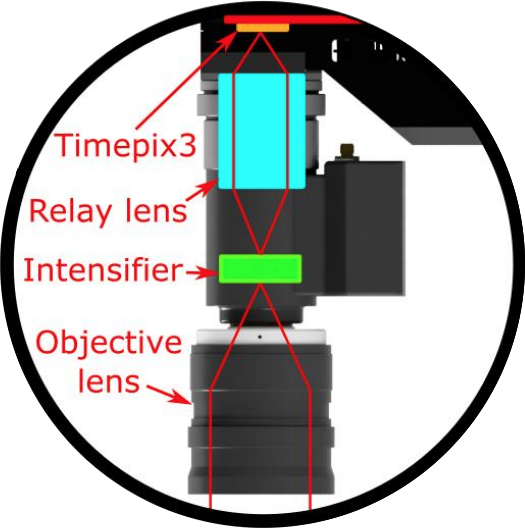 Timepix3
Relay lens
Intensifier
Objective
lens